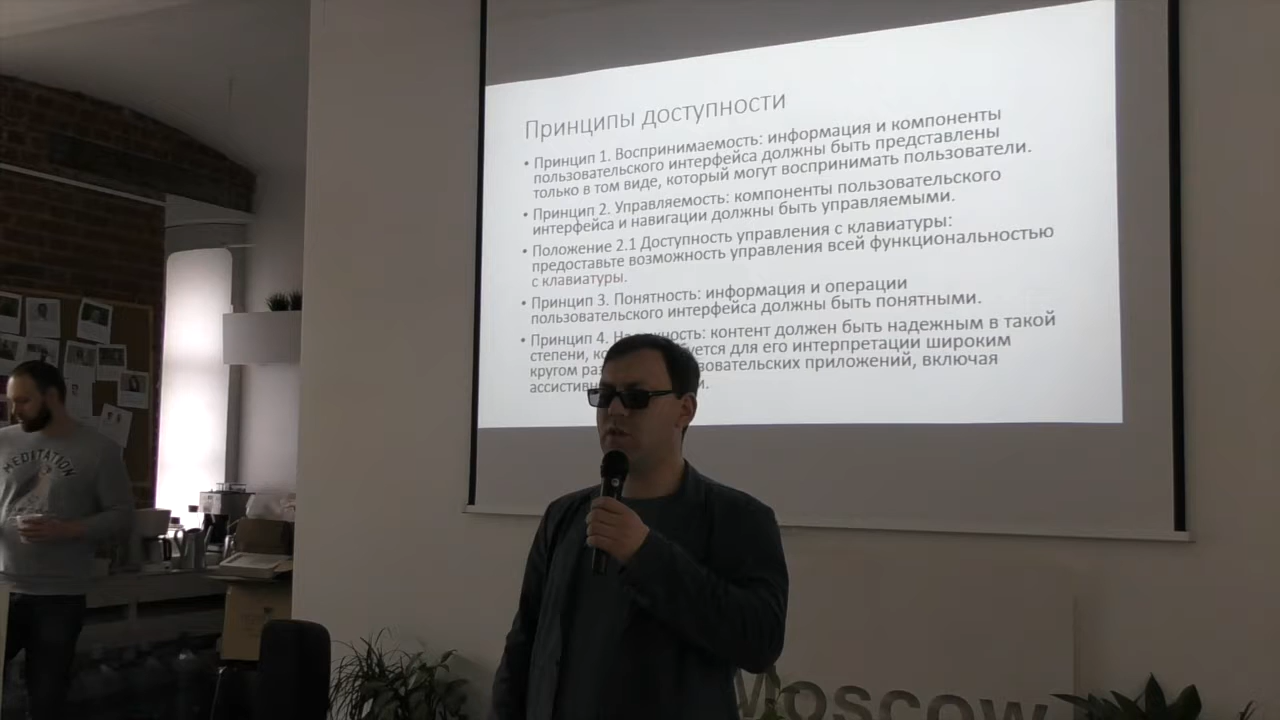 Принципы доступности
• Принцип 1. Воспринимаемость: информация и компоненты
пользовательского интерфейса должны быть представлены
только в том виде, который могут воспринимать пользователи.
• Принцип 2. Управляемость: компоненты пользовательского
интерфейса и навигации должны быть управляемыми.
• Положение 2.1 Доступность управления с клавиатуры:
предоставьте возможность управления всей функциональностью
с клавиатуры.
• Принцип 3. Понятность: информация и операции
пользовательского интерфейса должны быть понятными.
• Принцип 4. контент должен быть надежным в такой
степени, для его интерпретации широким
кругом приложений, включая
MEDITATION
Moscow